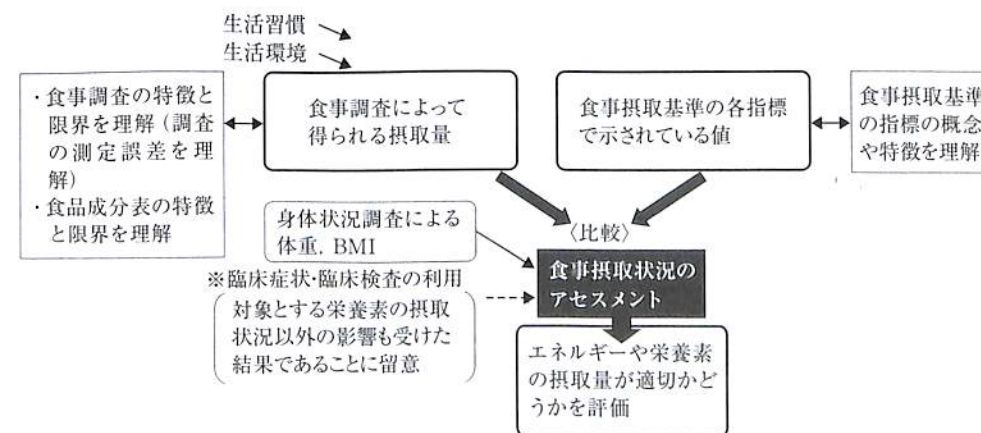 生活習慣
生活環境
・食事調査の特徴と
限界を理解(調査
の測定誤差を理
解)
・食品成分表の特徴
と限界を理解
食事調査によって
得られる摂取量
食事摂取基準の各指標
で示されている値
食事摂取基準
の指標の概念
や特徴を理解
〈比較〉
身体状況調査による
体重, BMI
※臨床症状・臨床検査の利用
対象とする栄養素の摂取
状況以外の影響も受けた
結果であることに留意
食事摂取状況の
アセスメント
エネルギーや栄養素
の摂取量が適切かど
うかを評価